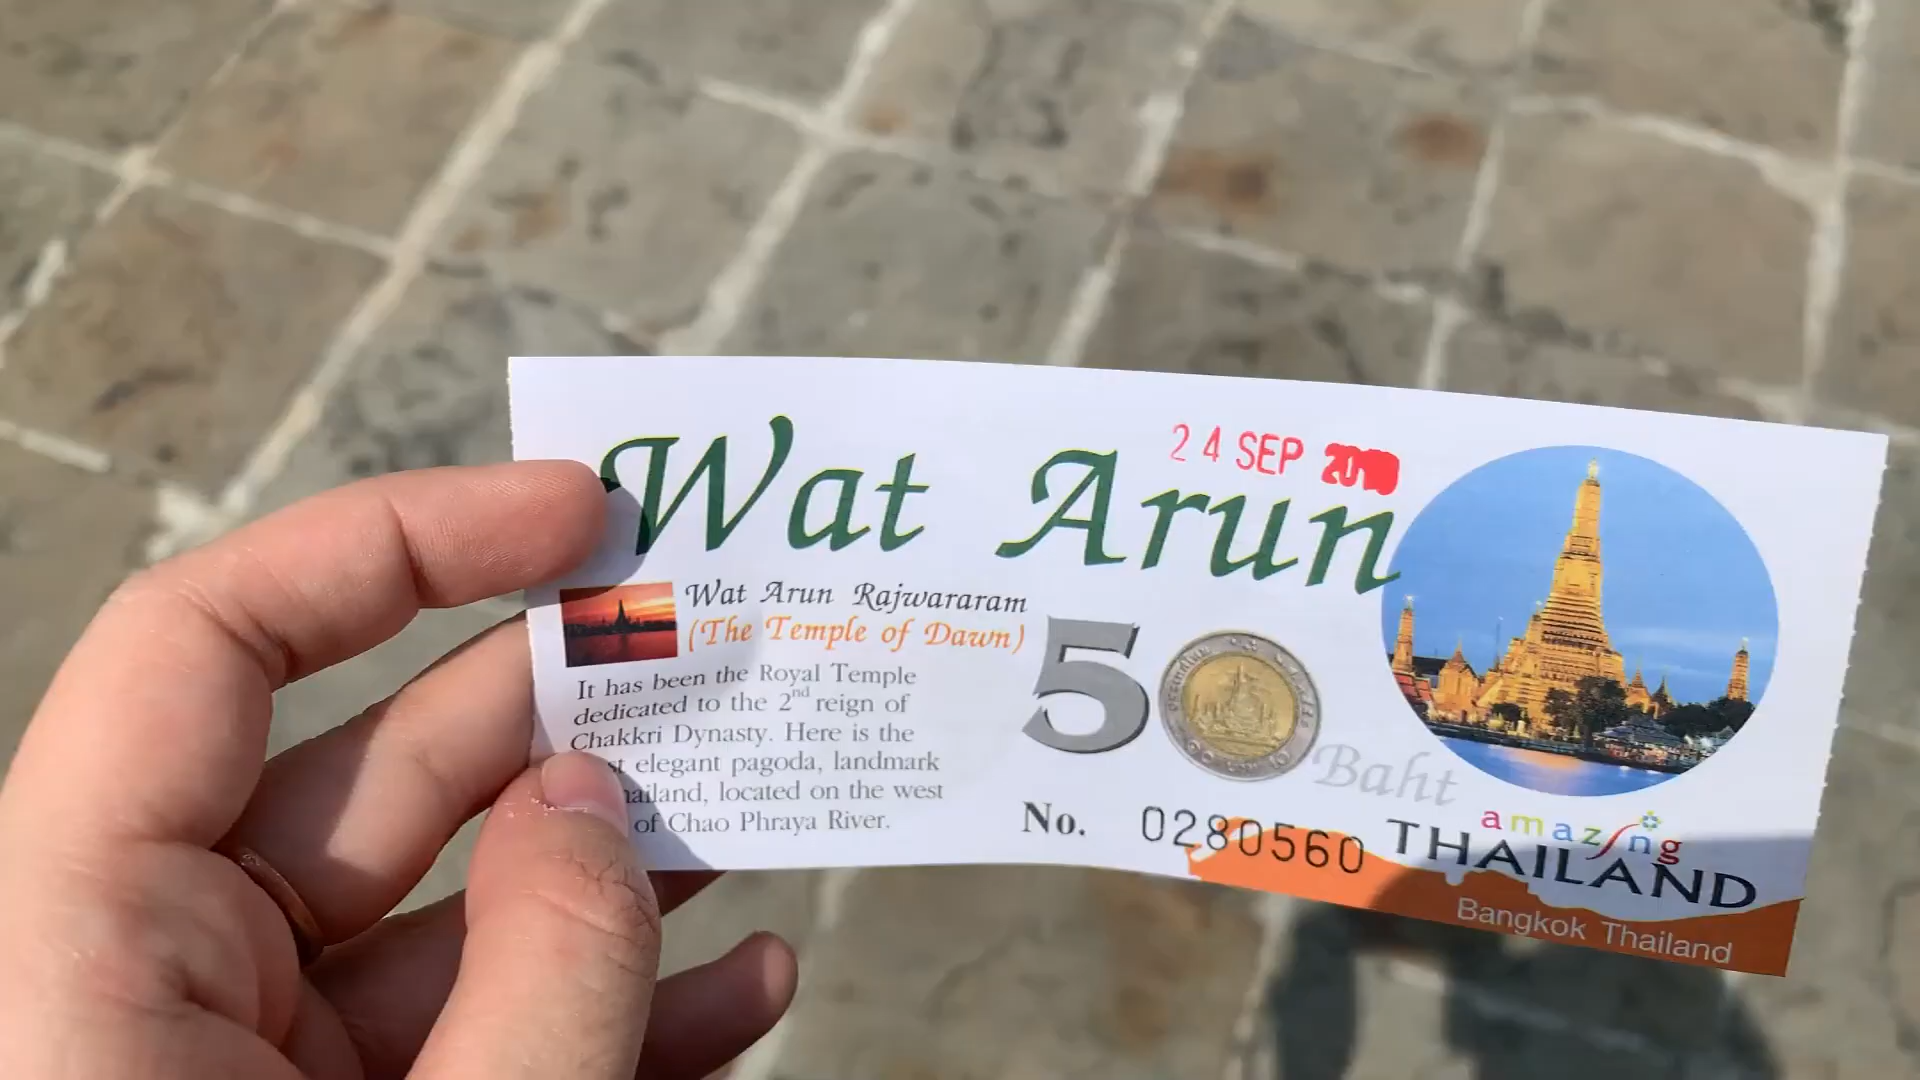 Wat Arun
24 SEP
Wat Arun Rajwararam
(The Temple of Dawn)
It has been the Royal Temple
dedicated to the 2nd reign of
Chakkri Dynasty. Here is the
elegant pagoda, landmark
located on the west
of Chao Phraya River.
50 Baht
No. 0280560
amazing
THAILAND
Bangkok Thailand